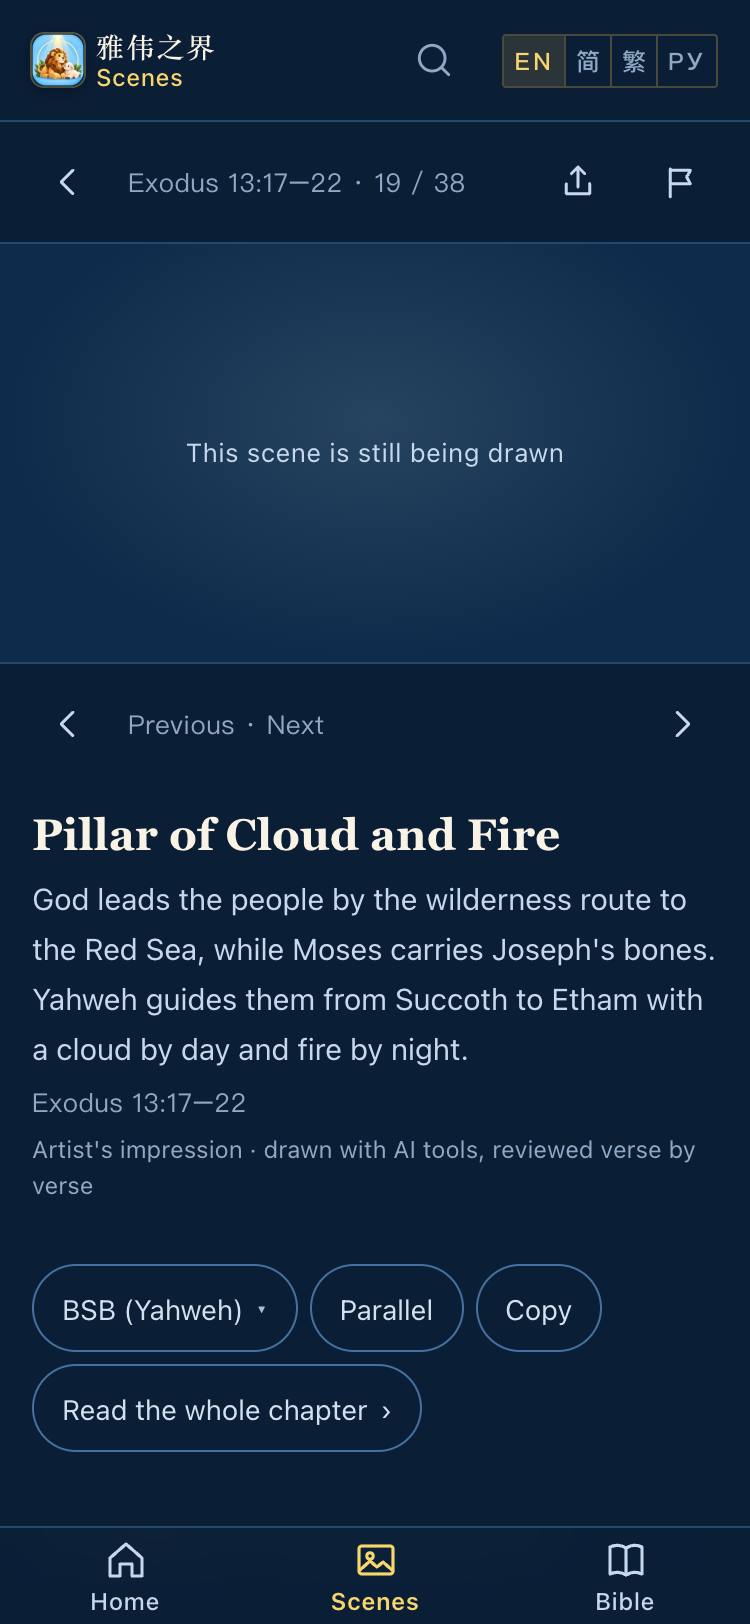 雅伟之界
Scenes
EN 简 繁 РУ
Exodus 13:17—22 · 19 / 38
This scene is still being drawn
Previous · Next
Pillar of Cloud and Fire
God leads the people by the wilderness route to
the Red Sea, while Moses carries Joseph's bones.
Yahweh guides them from Succoth to Etham with
a cloud by day and fire by night.
Exodus 13:17—22
Artist's impression · drawn with AI tools, reviewed verse by
verse
BSB (Yahweh) ▾ Parallel Copy
Read the whole chapter ›
Home Scenes Bible